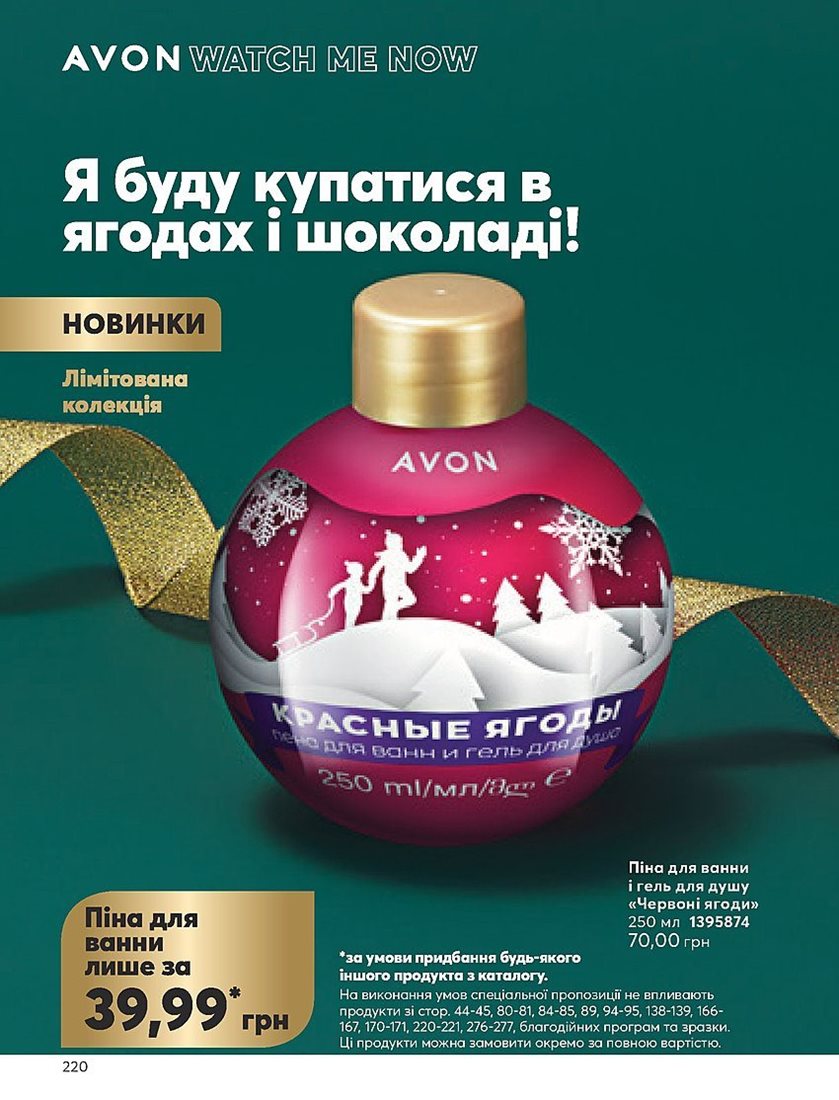 AVON WATCH ME NOW
Я буду купатися в
ягодах і шоколаді!
НОВИНКИ
Лімітована
колекція
AVON
КРАСНЫЕ ЯГОДЫ
пена для ванн и гель для душа
250 ml/мл/მლ ℮
Піна для ванни
і гель для душу
«Червоні ягоди»
250 мл 1395874
70,00 грн
Піна для
ванни
лише за
39,99* грн
*за умови придбання будь-якого
іншого продукта з каталогу.
На виконання умов спеціальної пропозиції не впливають
продукти зі стор. 44-45, 80-81, 84-85, 89, 94-95, 138-139, 166-
167, 170-171, 220-221, 276-277, благодійних програм та зразки.
Ці продукти можна замовити окремо за повною вартістю.
220